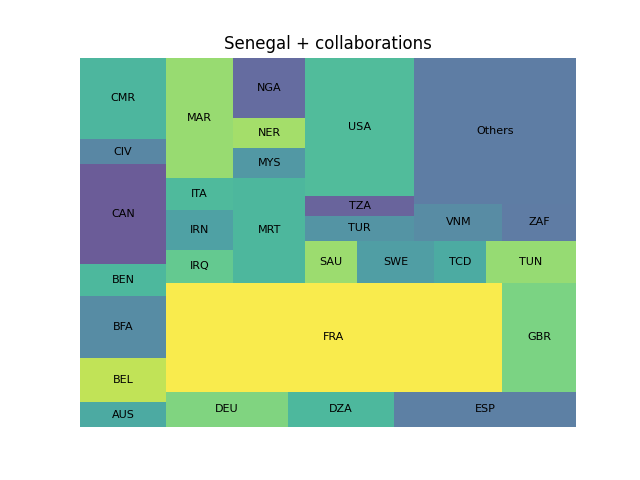 Senegal + collaborations
CMR
MAR
NGA
USA
Others
NER
CIV
MYS
ITA
TZA
CAN
IRN
MRT
TUR
VNM
ZAF
IRQ
SAU
SWE
TCD
TUN
BEN
BFA
FRA
GBR
BEL
AUS
DEU
DZA
ESP